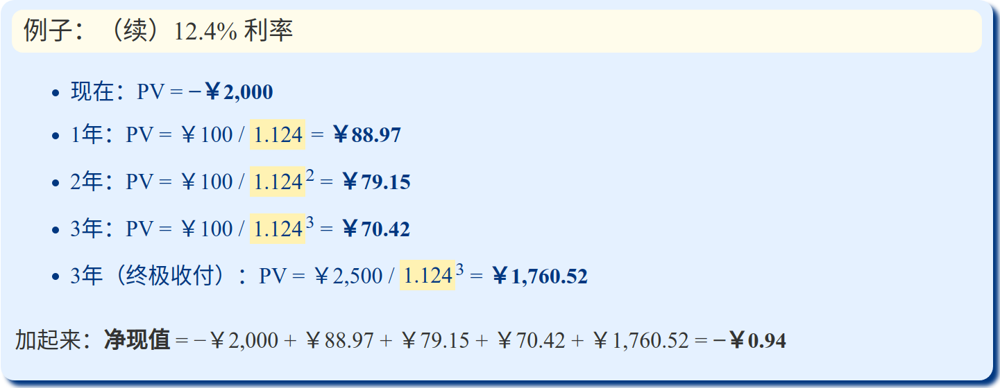 例子：（续）12.4% 利率
• 现在：PV = −￥2,000
• 1年：PV = ￥100 / 1.124 = ￥88.97
• 2年：PV = ￥100 / 1.124² = ￥79.15
• 3年：PV = ￥100 / 1.124³ = ￥70.42
• 3年（终极收付）：PV = ￥2,500 / 1.124³ = ￥1,760.52
加起来：净现值 = −￥2,000 + ￥88.97 + ￥79.15 + ￥70.42 + ￥1,760.52 = −￥0.94